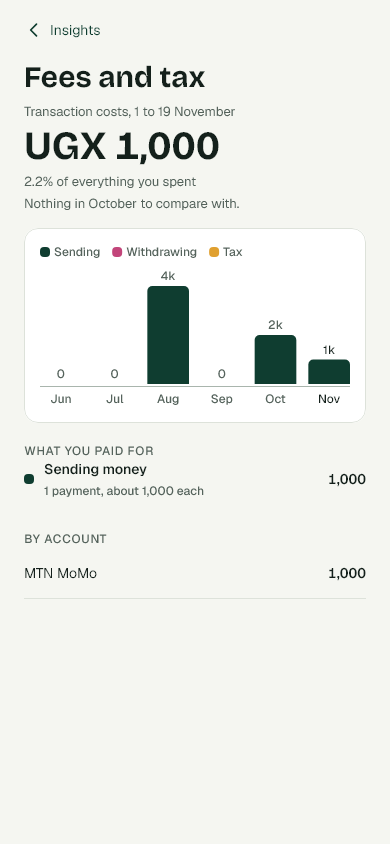 Insights
Fees and tax
Transaction costs, 1 to 19 November
UGX 1,000
2.2% of everything you spent
Nothing in October to compare with.
Sending Withdrawing Tax
4k
2k
1k
0 0 0
Jun Jul Aug Sep Oct Nov
WHAT YOU PAID FOR
Sending money
1 payment, about 1,000 each
1,000
BY ACCOUNT
MTN MoMo 1,000